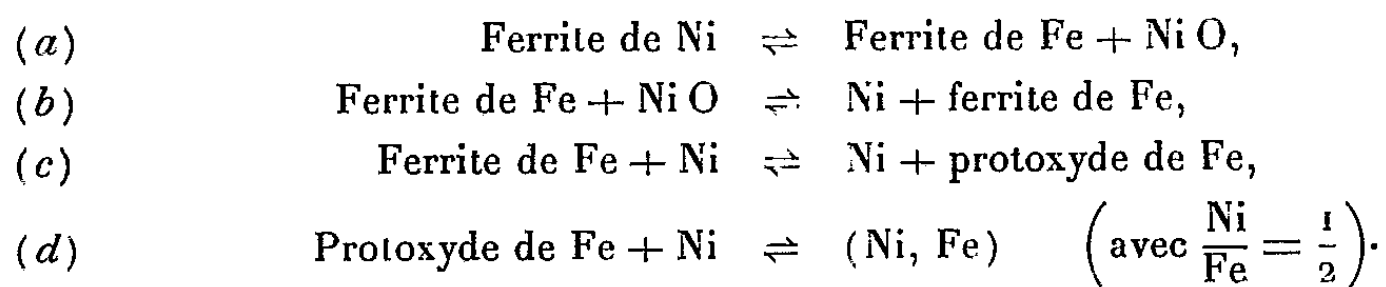 (a) Ferrite de Ni ⇌ Ferrite de Fe + Ni O,
(b) Ferrite de Fe + Ni O ⇌ Ni + ferrite de Fe,
(c) Ferrite de Fe + Ni ⇌ Ni + protoxyde de Fe,
(d) Protoxyde de Fe + Ni ⇌ (Ni, Fe) (avec Ni/Fe = 1/2).